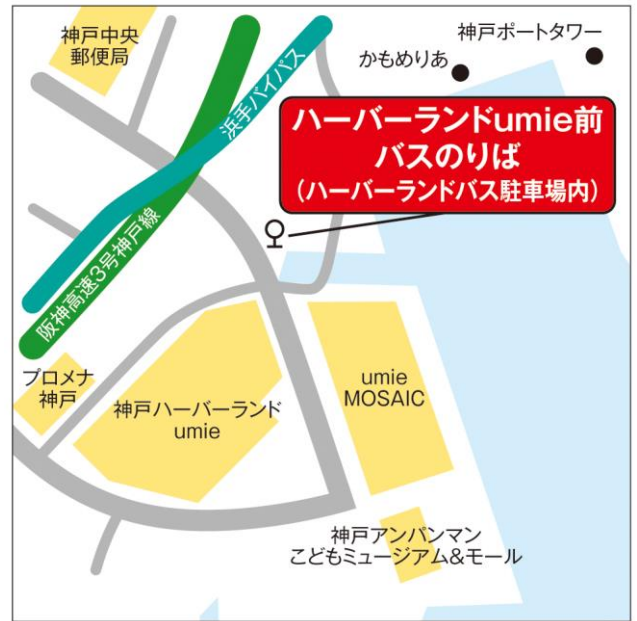 神戸中央
郵便局
神戸ポートタワー
かもめりあ
浜手バイパス
ハーバーランドumie前
バスのりば
（ハーバーランドバス駐車場内）
阪神高速3号神戸線
プロメナ
神戸
神戸ハーバーランド
umie
umie
MOSAIC
神戸アンパンマン
こどもミュージアム&モール